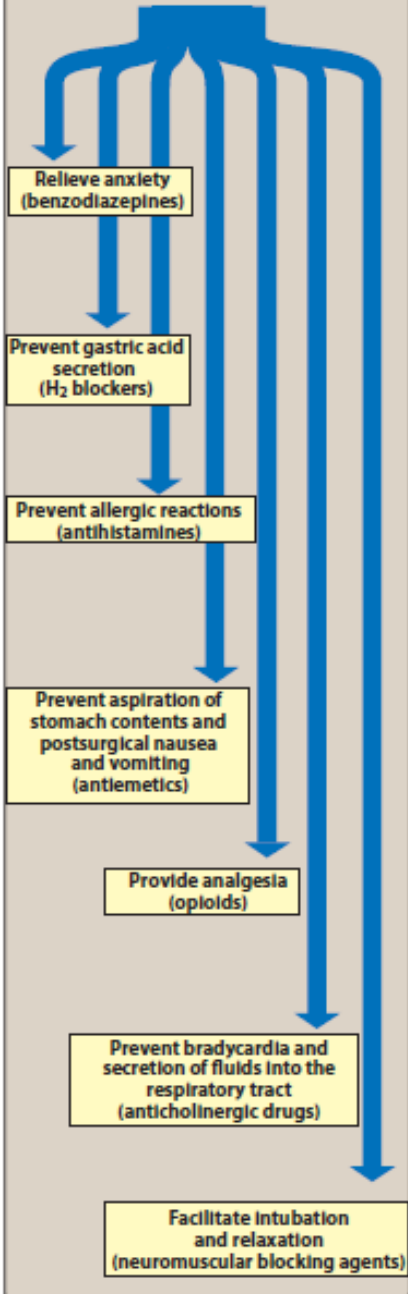 Relieve anxiety
(benzodiazepines)
Prevent gastric acid
secretion
(H₂ blockers)
Prevent allergic reactions
(antihistamines)
Prevent aspiration of
stomach contents and
postsurgical nausea
and vomiting
(antiemetics)
Provide analgesia
(opioids)
Prevent bradycardia and
secretion of fluids into the
respiratory tract
(anticholinergic drugs)
Facilitate intubation
and relaxation
(neuromuscular blocking agents)